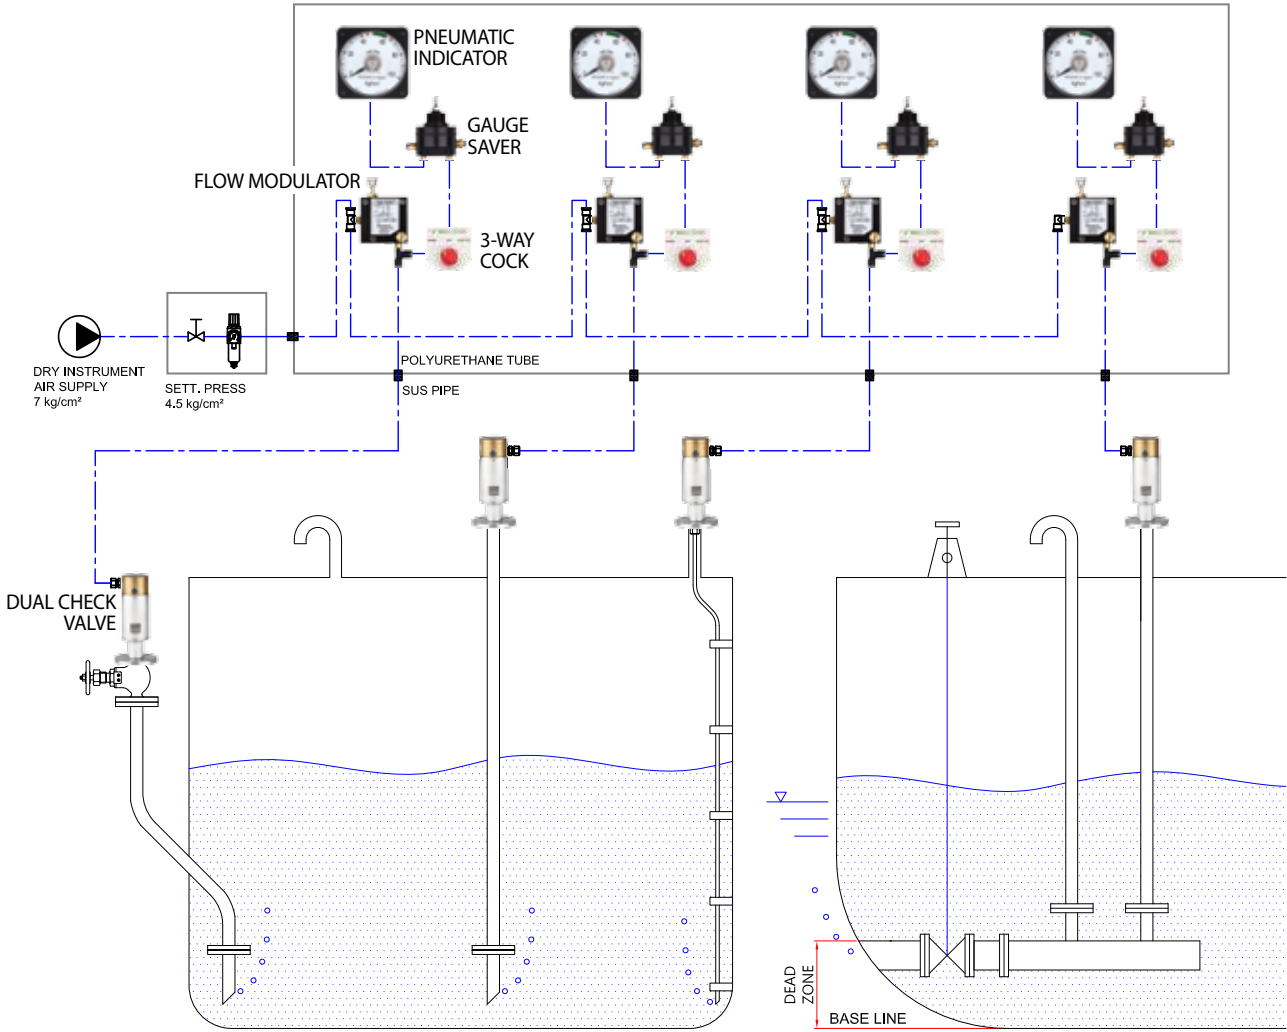 PNEUMATIC
INDICATOR
GAUGE
SAVER
FLOW MODULATOR
3-WAY
COCK
DRY INSTRUMENT
AIR SUPPLY
7 kg/cm²
SETT. PRESS
4.5 kg/cm²
POLYURETHANE TUBE
SUS PIPE
DUAL CHECK
VALVE
DEAD
ZONE
BASE LINE